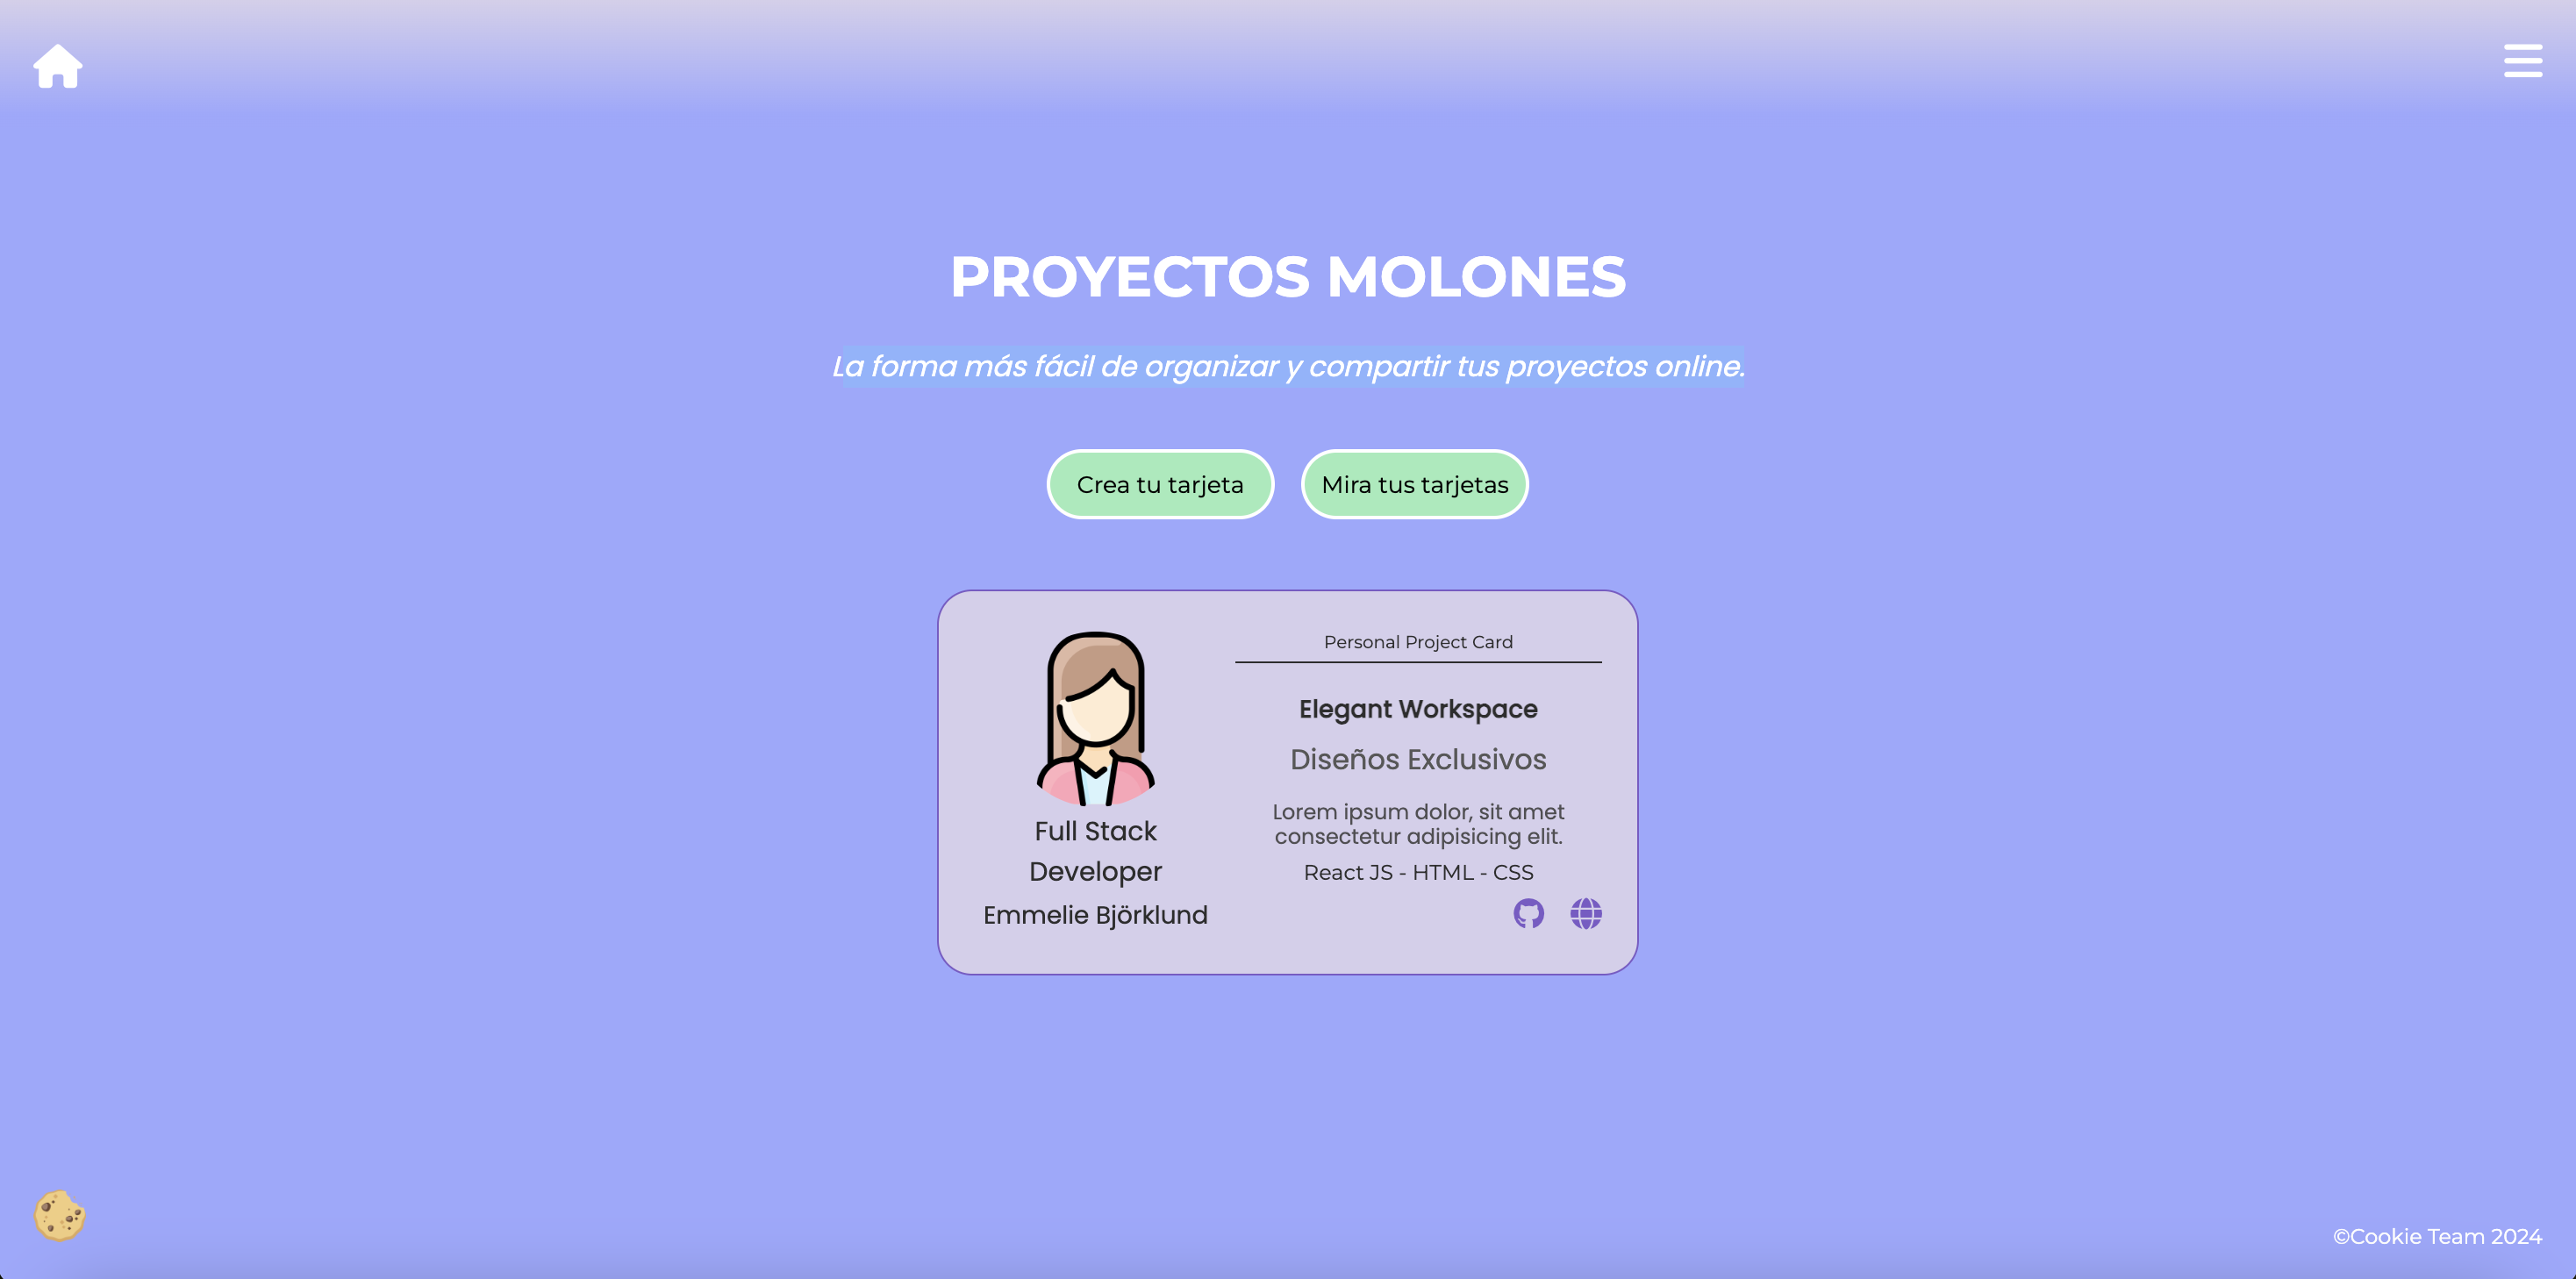 PROYECTOS MOLONES
La forma más fácil de organizar y compartir tus proyectos online.
Crea tu tarjeta
Mira tus tarjetas
Full Stack
Developer
Emmelie Björklund
Personal Project Card
Elegant Workspace
Diseños Exclusivos
Lorem ipsum dolor, sit amet
consectetur adipisicing elit.
React JS - HTML - CSS
©Cookie Team 2024